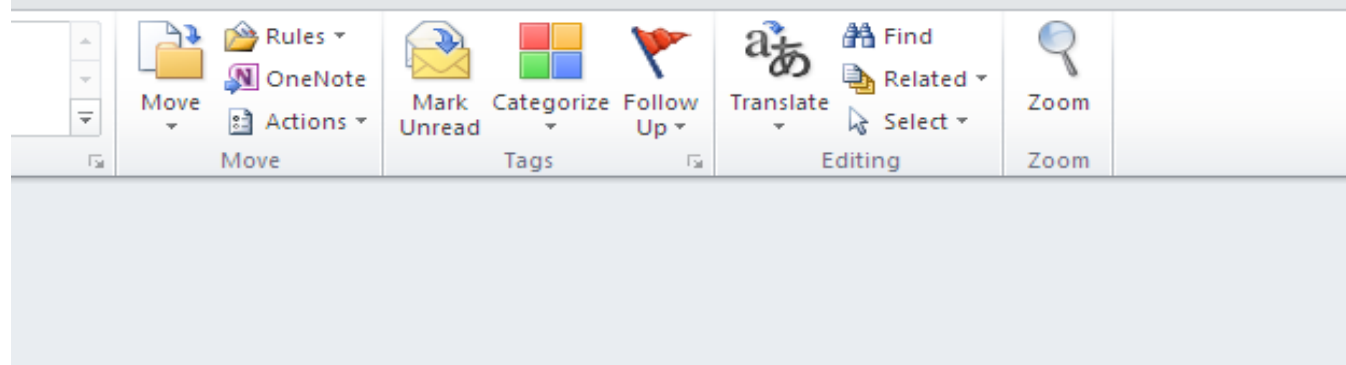 Move
Rules
OneNote
Actions
Move
Mark
Unread
Categorize
Follow
Up
Tags
aあ
Translate
Find
Related
Select
Editing
Zoom
Zoom